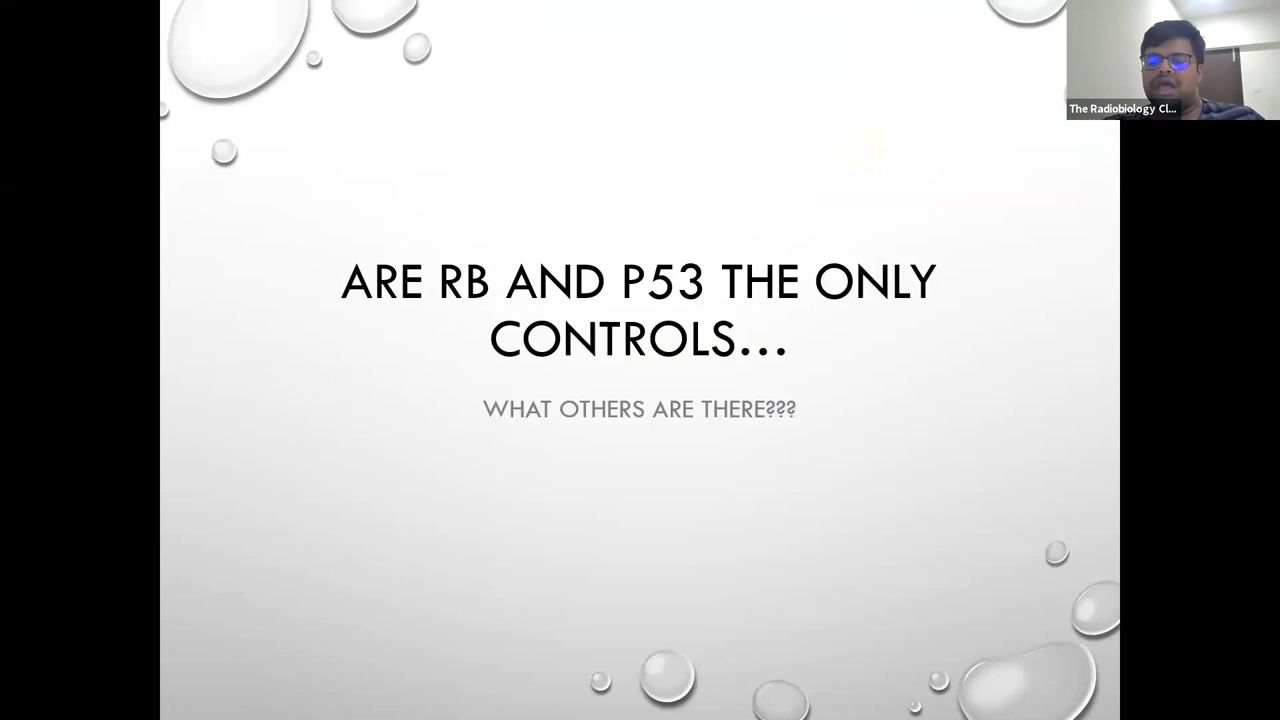 The Radiobiology Cl...
ARE RB AND P53 THE ONLY
CONTROLS...
WHAT OTHERS ARE THERE???